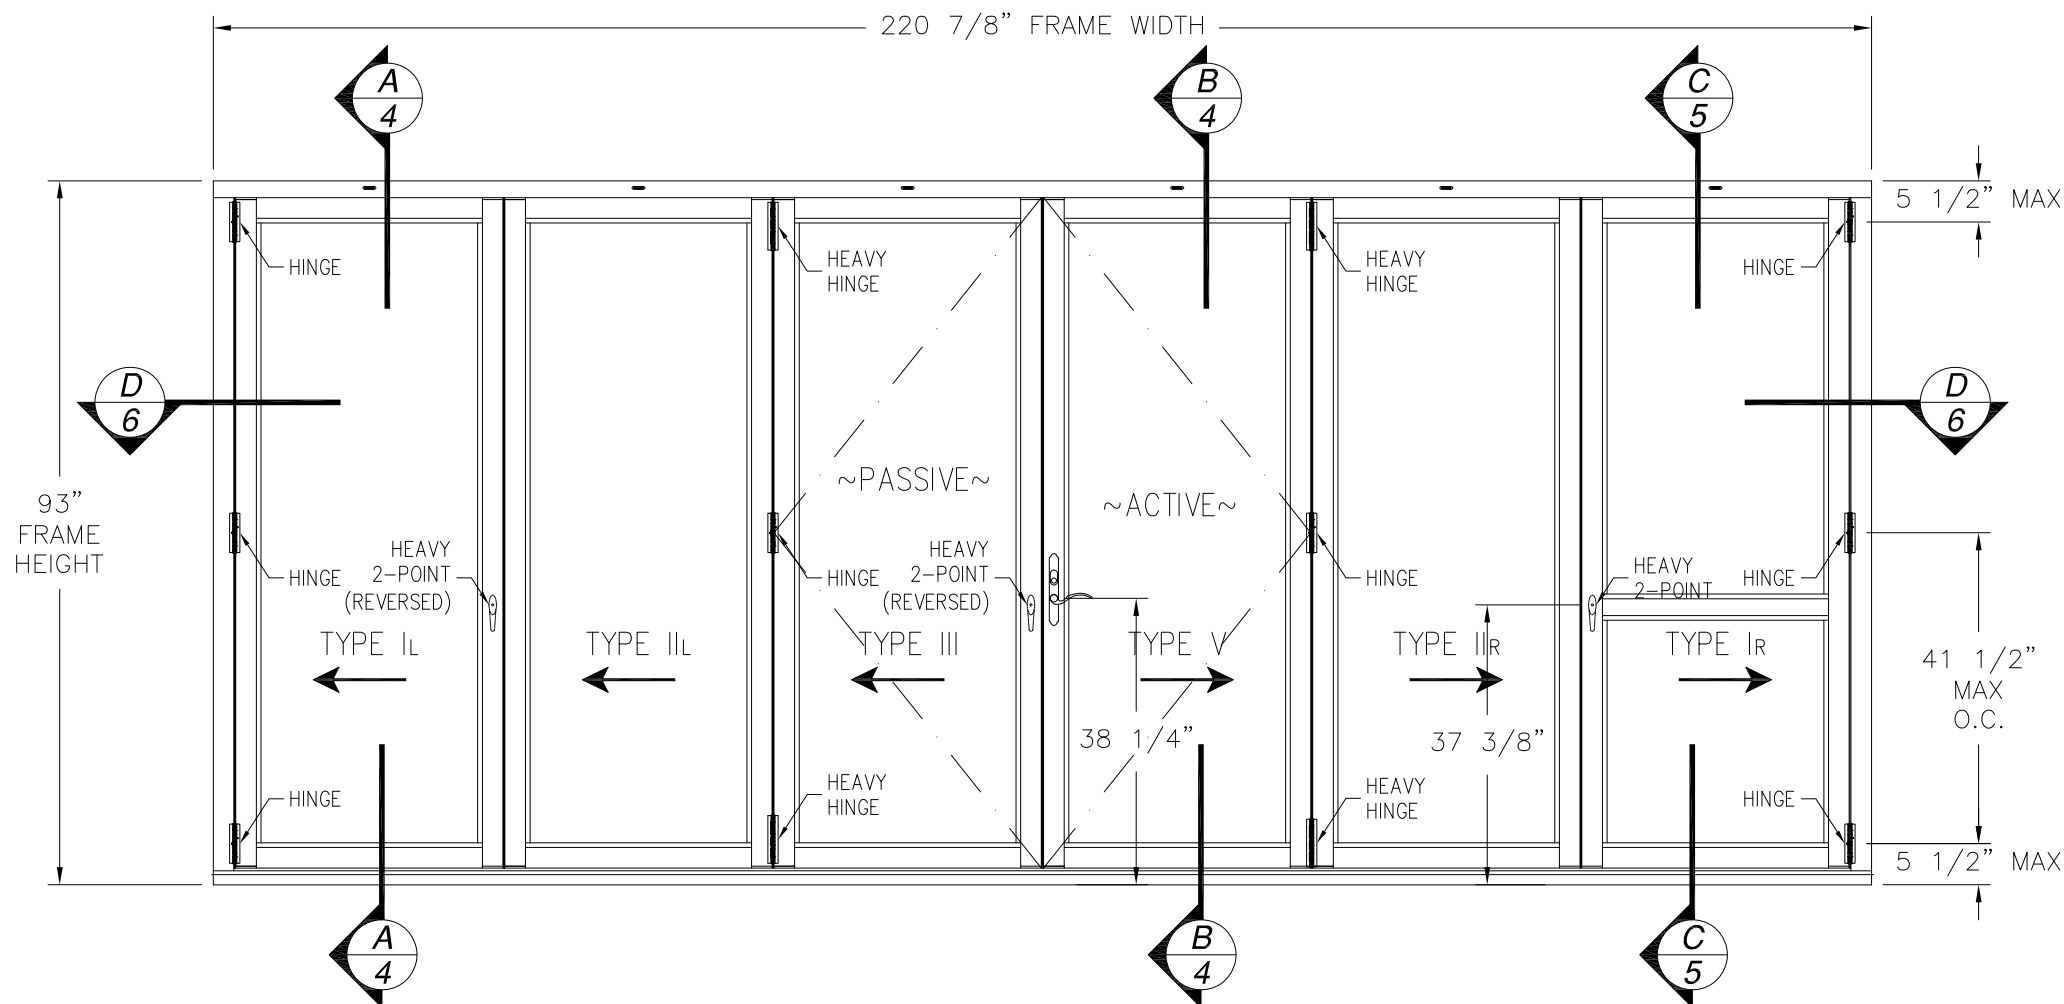 220 7/8” FRAME WIDTH
A
4
B
4
C
5
5 1/2” MAX
HINGE
HEAVY
HINGE
HEAVY
HINGE
HINGE
D
6
D
6
~PASSIVE~
~ACTIVE~
93”
FRAME
HEIGHT
HEAVY
2-POINT
(REVERSED)
HINGE
HEAVY
2-POINT
(REVERSED)
HINGE
HINGE
HEAVY
2-POINT
HINGE
TYPE IL
TYPE IIL
TYPE III
TYPE V
TYPE IIR
TYPE IR
41 1/2”
MAX
O.C.
38 1/4”
37 3/8”
HINGE
HEAVY
HINGE
HEAVY
HINGE
HINGE
5 1/2” MAX
A
4
B
4
C
5